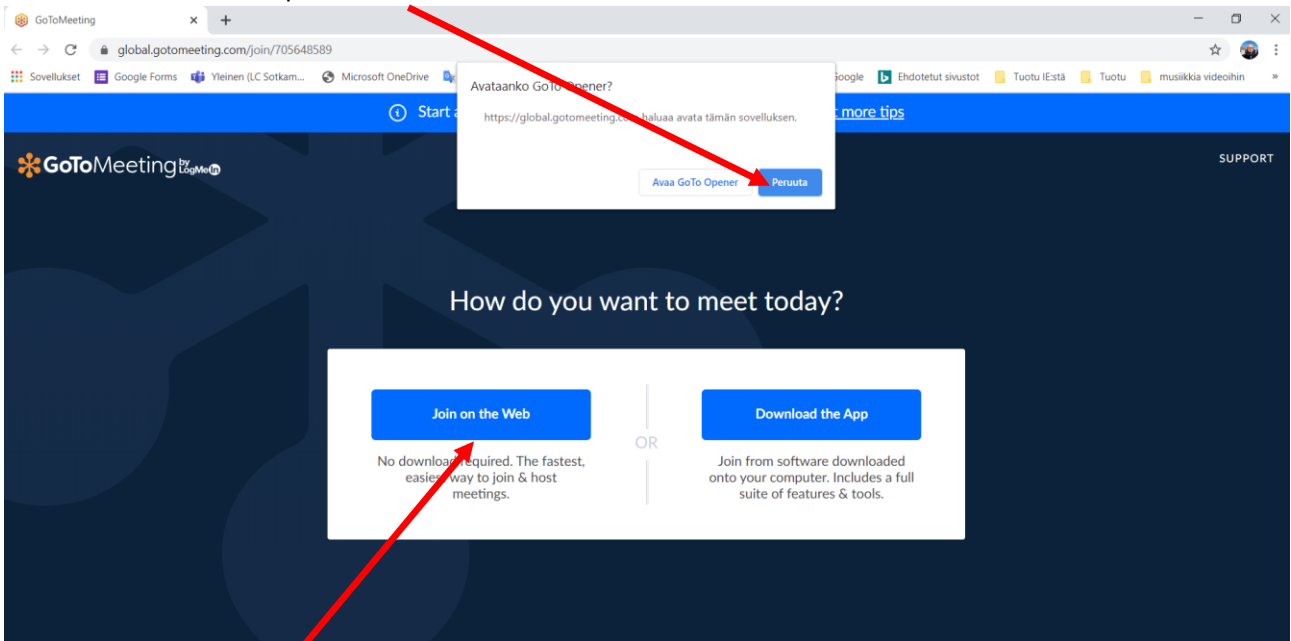 GoToMeeting
global.gotomeeting.com/join/705648589
Sovellukset Google Forms Yleinen (LC Sotkam... Microsoft OneDrive Google Ehdotetut sivustot Tuotu IEstä Tuotu musiikkia videoihin »
Avataanko GoTo Opener?
https://global.gotomeeting.com haluaa avata tämän sovelluksen.
Avaa GoTo Opener Peruuta
Start more tips
GoToMeeting by LogMeIn
SUPPORT
How do you want to meet today?
Join on the Web
No download required. The fastest,
easiest way to join & host
meetings.
OR
Download the App
Join from software downloaded
onto your computer. Includes a full
suite of features & tools.